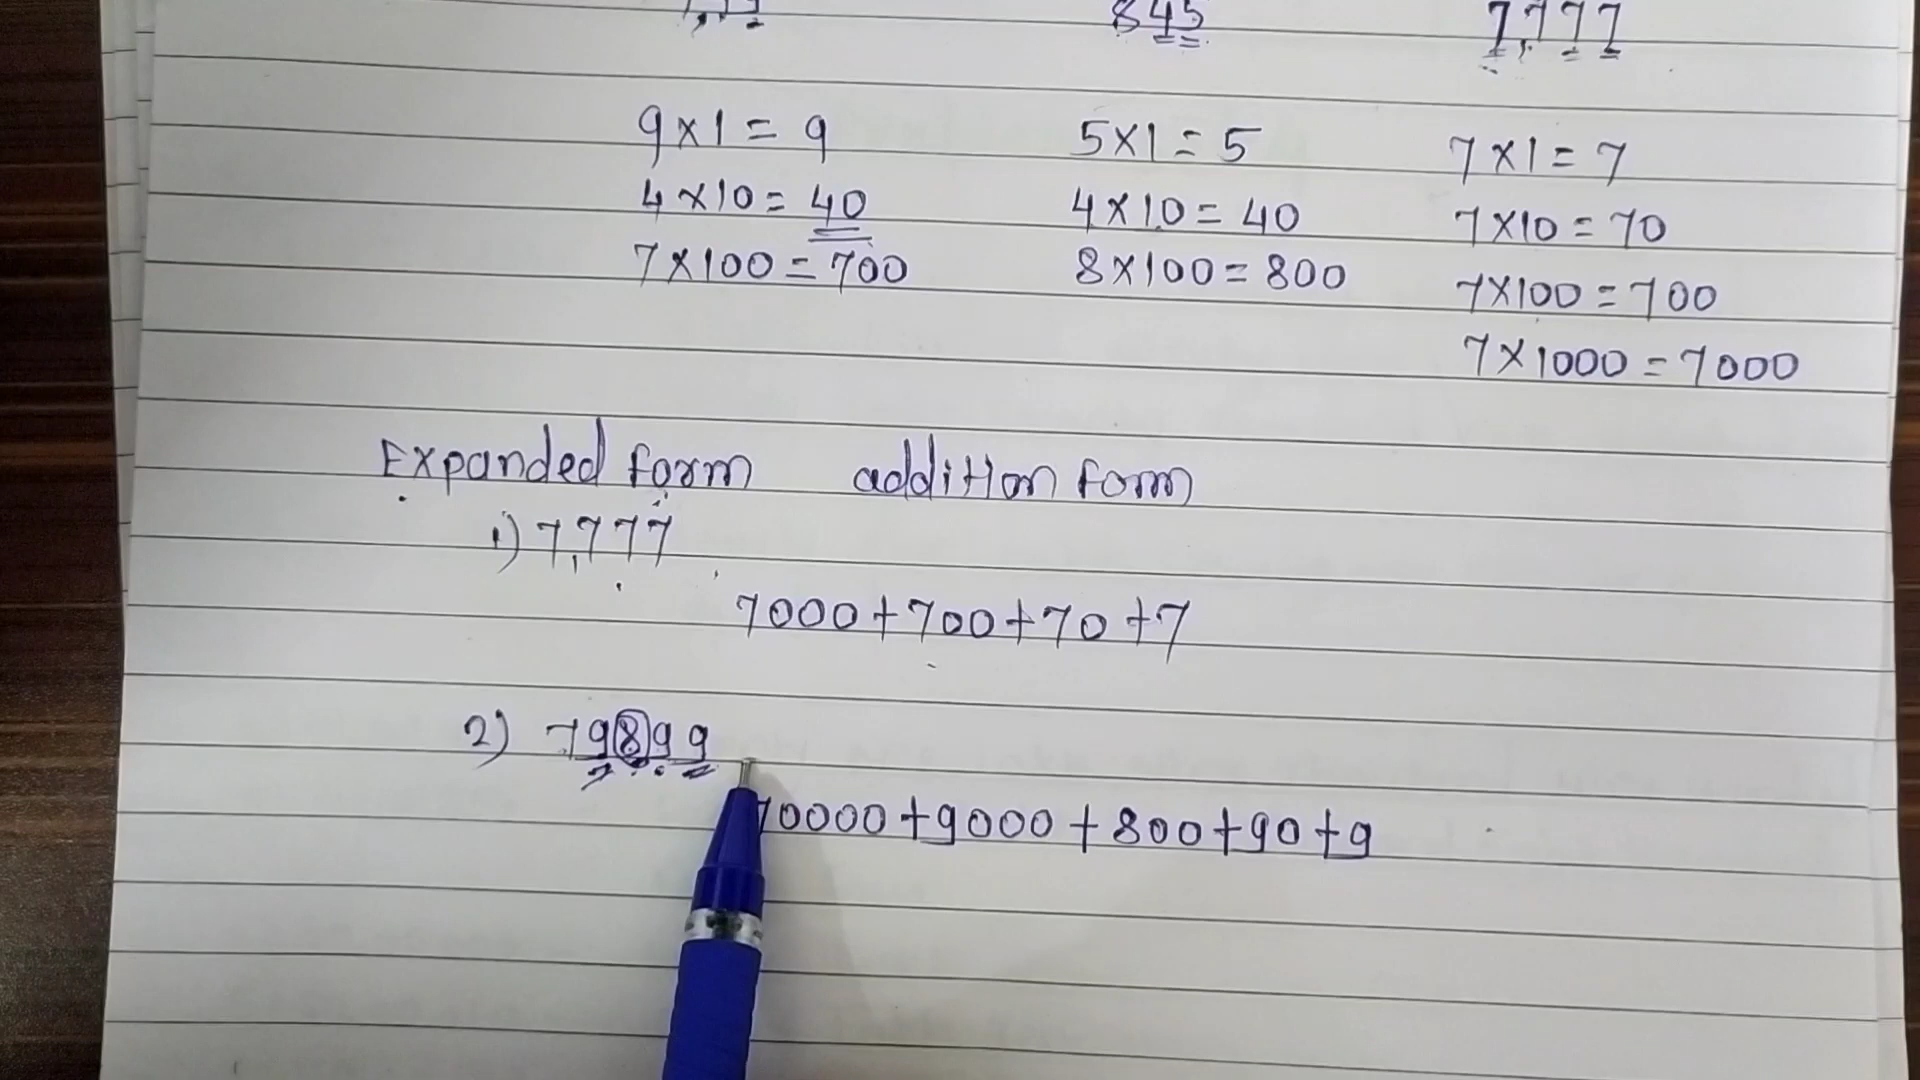 845 7,777
9×1=9 5×1=5 7×1=7
4×10=40 4×10=40 7×10=70
7×100=700 8×100=800 7×100=700
7×1000=7000
Expanded form addition form
1) 7,777
7000+700+70+7
2) 79899
70000+9000+800+90+9